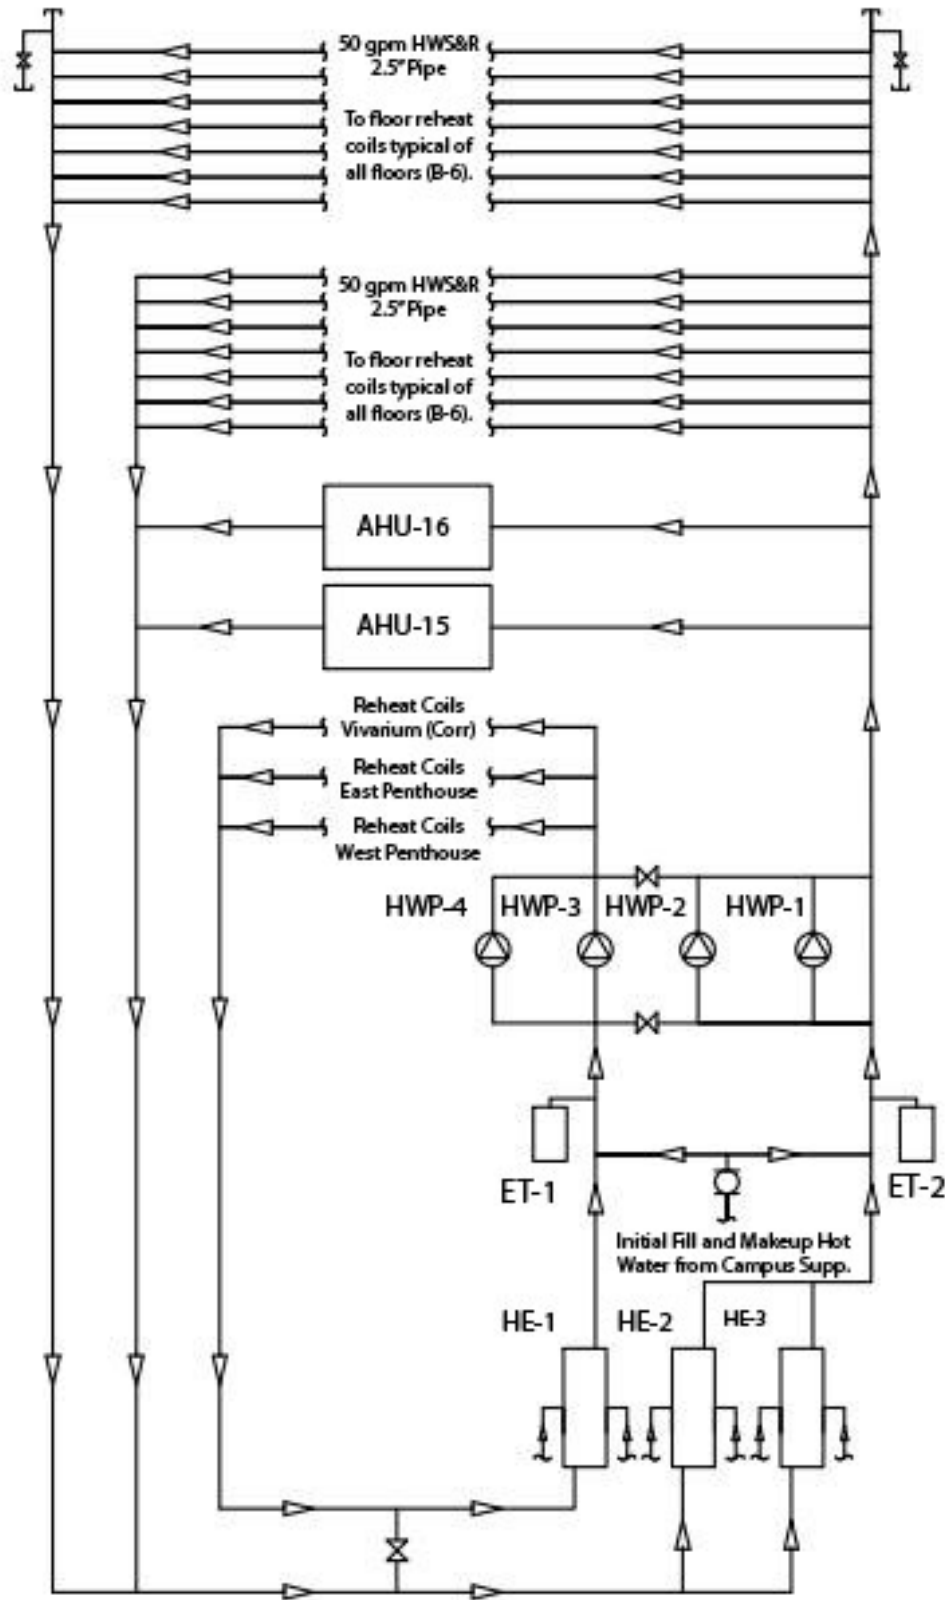 50 gpm HWS&R
2.5" Pipe
To floor reheat
coils typical of
all floors (B-6).
50 gpm HWS&R
2.5" Pipe
To floor reheat
coils typical of
all floors (B-6).
AHU-16
AHU-15
Reheat Coils
Vivarium (Corr)
Reheat Coils
East Penthouse
Reheat Coils
West Penthouse
HWP-4 HWP-3 HWP-2 HWP-1
ET-1 ET-2
Initial Fill and Makeup Hot
Water from Campus Supp.
HE-1 HE-2 HE-3